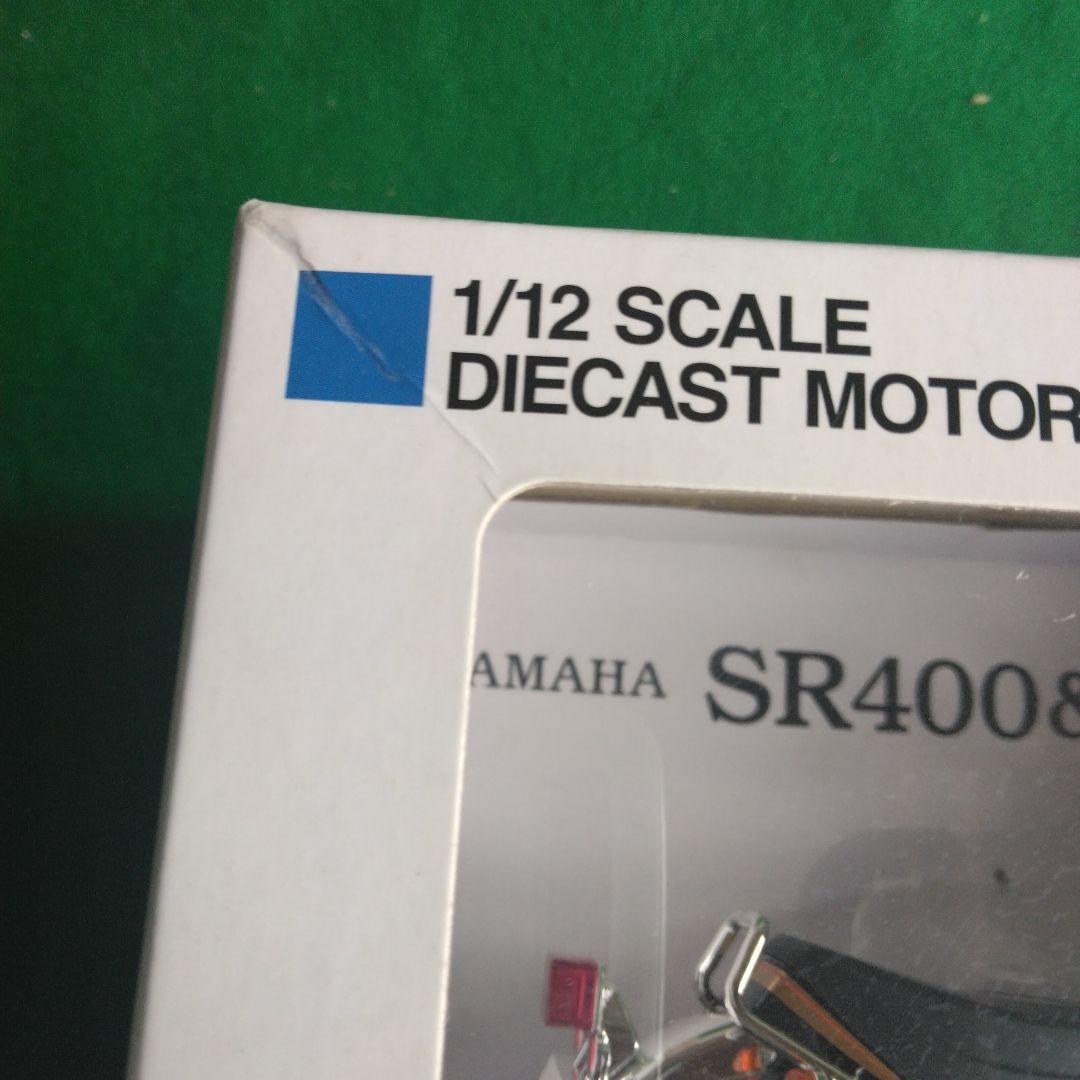 1/12 SCALE
DIECAST MOTOR
AMAHA SR400&